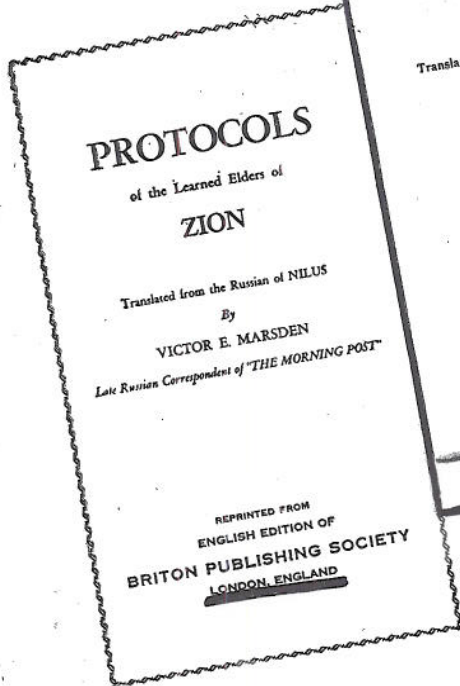 PROTOCOLS
of the Learned Elders of
ZION
Translated from the Russian of NILUS
By
VICTOR E. MARSDEN
Late Russian Correspondent of "THE MORNING POST"
REPRINTED FROM
ENGLISH EDITION OF
BRITON PUBLISHING SOCIETY
LONDON, ENGLAND
Transla